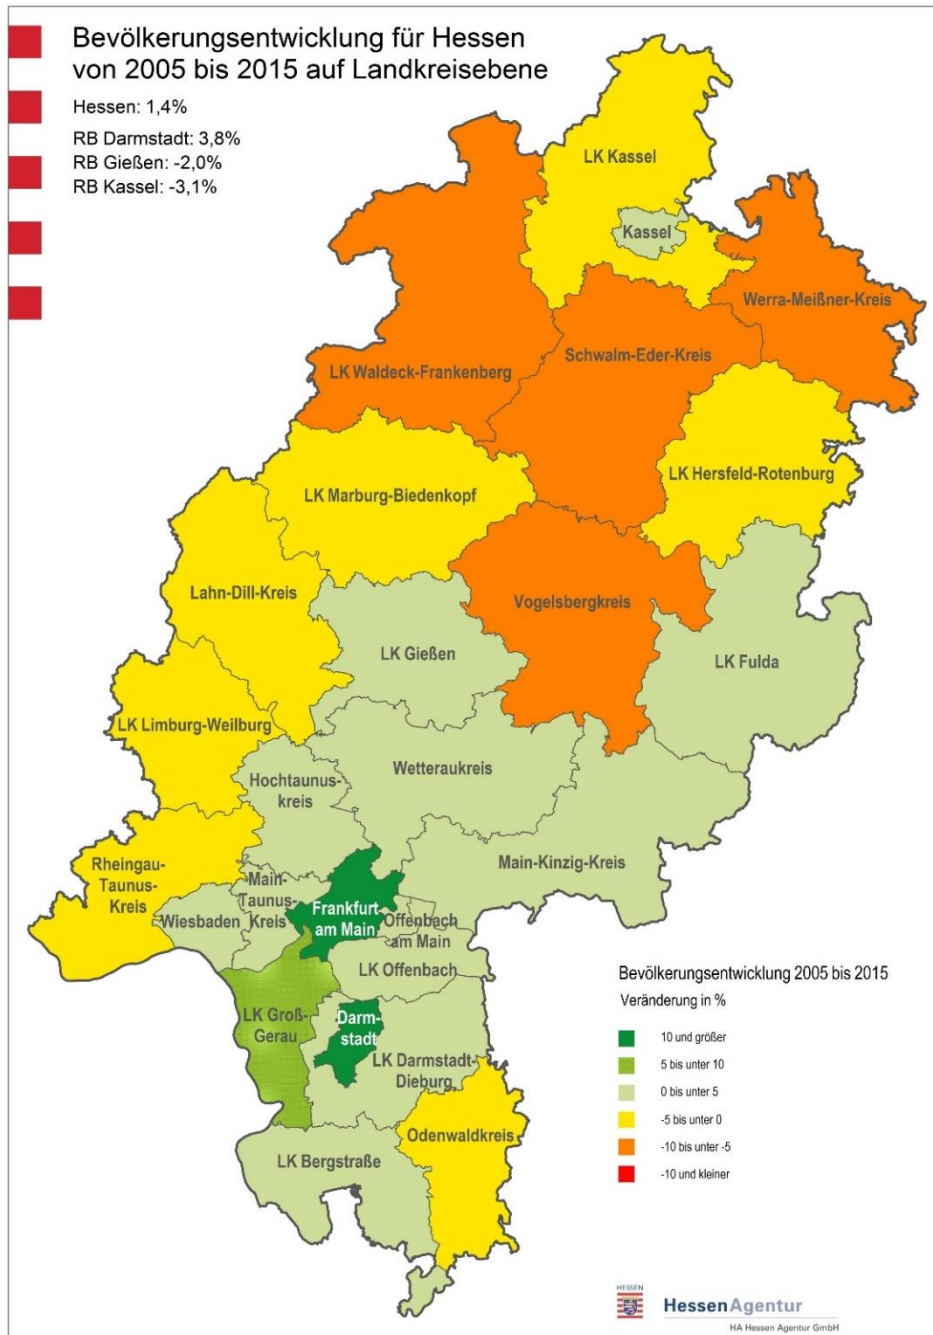 Bevölkerungsentwicklung für Hessen
von 2005 bis 2015 auf Landkreisebene
Hessen: 1,4%
RB Darmstadt: 3,8%
RB Gießen: -2,0%
RB Kassel: -3,1%
LK Kassel
Kassel
Werra-Meißner-Kreis
Schwalm-Eder-Kreis
LK Waldeck-Frankenberg
LK Hersfeld-Rotenburg
LK Marburg-Biedenkopf
Lahn-Dill-Kreis
Vogelsbergkreis
LK Gießen
LK Fulda
LK Limburg-Weilburg
Wetteraukreis
Hochtaunus-
kreis
Main-Kinzig-Kreis
Rheingau-
Taunus-
Kreis
Main-
Taunus-
Kreis
Wiesbaden
Frankfurt
am Main
Offenbach
am Main
LK Offenbach
LK Groß-
Gerau
Darm-
stadt
LK Darmstadt-
Dieburg
Odenwaldkreis
LK Bergstraße
Bevölkerungsentwicklung 2005 bis 2015
Veränderung in %
10 und größer
5 bis unter 10
0 bis unter 5
-5 bis unter 0
-10 bis unter -5
-10 und kleiner
HESSEN
HessenAgentur
HA Hessen Agentur GmbH